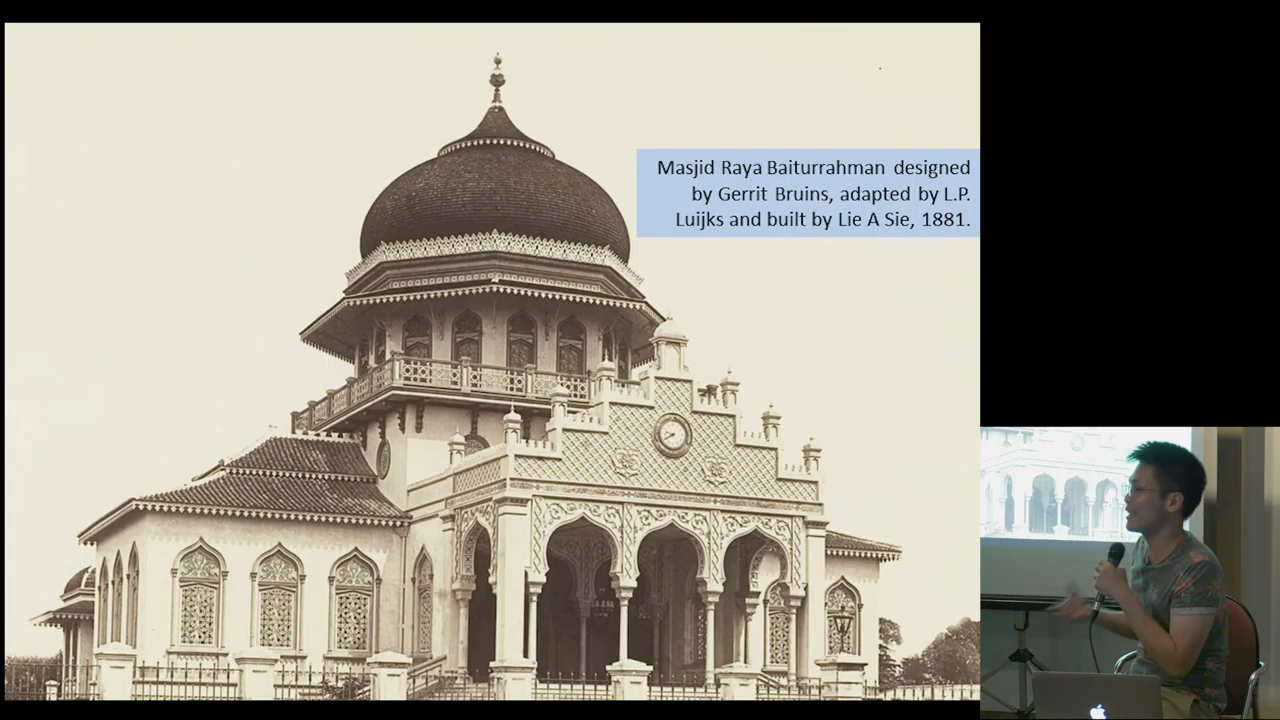 Masjid Raya Baiturrahman designed
by Gerrit Bruins, adapted by L.P.
Luijks and built by Lie A Sie, 1881.